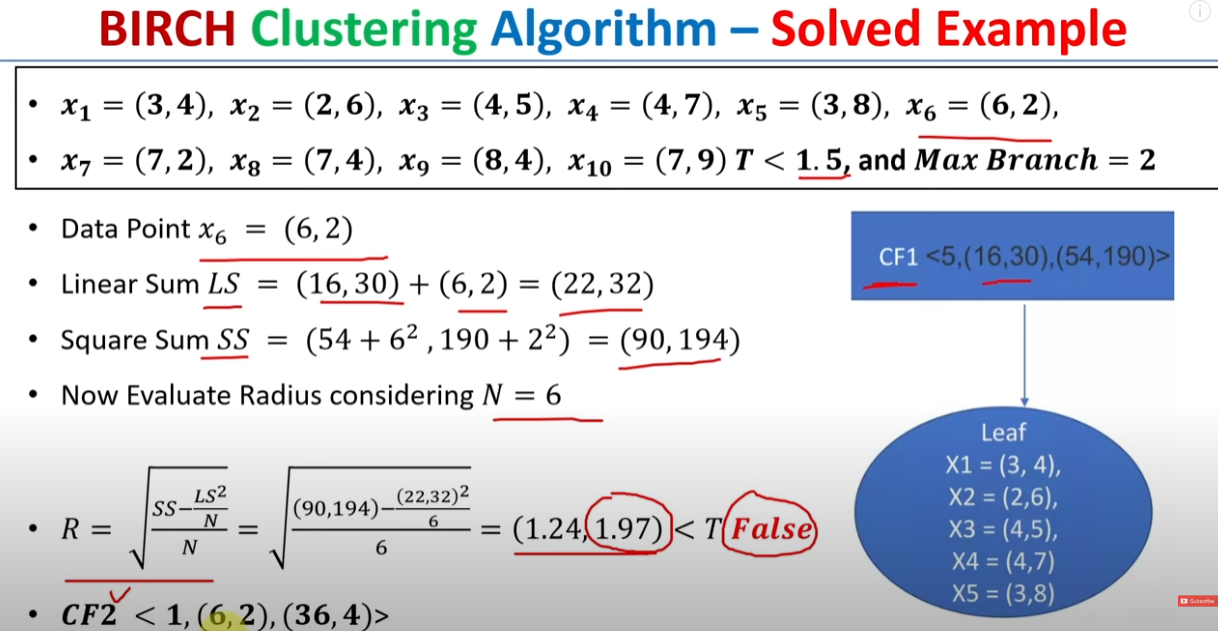 BIRCH Clustering Algorithm – Solved Example
• x₁ = (3, 4), x₂ = (2, 6), x₃ = (4, 5), x₄ = (4, 7), x₅ = (3, 8), x₆ = (6, 2),
• x₇ = (7, 2), x₈ = (7, 4), x₉ = (8, 4), x₁₀ = (7, 9) T < 1.5, and Max Branch = 2
• Data Point x₆ = (6, 2)
• Linear Sum LS = (16, 30) + (6, 2) = (22, 32)
• Square Sum SS = (54 + 6² , 190 + 2²) = (90, 194)
• Now Evaluate Radius considering N = 6
• R = √((SS−LS²/N)/N) = √(((90,194)−(22,32)²/6)/6) = (1.24, 1.97) < T False
• CF2 < 1, (6, 2), (36, 4)>
CF1 <5,(16,30),(54,190)>
Leaf
X1 = (3, 4),
X2 = (2,6),
X3 = (4,5),
X4 = (4,7)
X5 = (3,8)
Subscribe